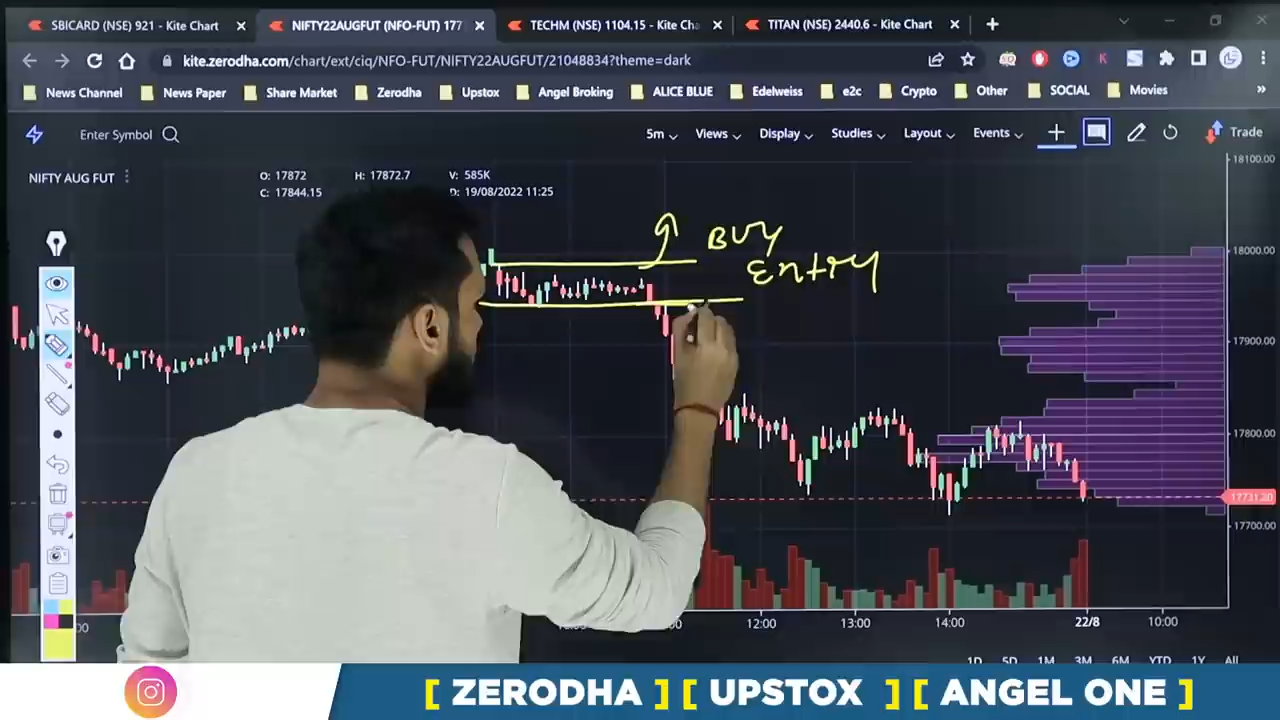 SBICARD (NSE) 921 - Kite Chart
NIFTY22AUGFUT (NFO-FUT) 177
TECHM (NSE) 1104.15 - Kite Cha
TITAN (NSE) 2440.6 - Kite Chart
kite.zerodha.com/chart/ext/ciq/NFO-FUT/NIFTY22AUGFUT/21048834?theme=dark
News Channel News Paper Share Market Zerodha Upstox Angel Broking ALICE BLUE Edelweiss e2c Crypto Other SOCIAL Movies »
Enter Symbol 5m Views Display Studies Layout Events Trade
NIFTY AUG FUT
O: 17872 H: 17872.7 V: 585K
C: 17844.15 D: 19/08/2022 11:25
18100.00
18000.00
17900.00
17800.00
17731.20
17700.00
BUY
Entry
12:00 13:00 14:00 22/8 10:00
1D 5D 1M 3M 6M YTD 1Y All
[ ZERODHA ] [ UPSTOX ] [ ANGEL ONE ]